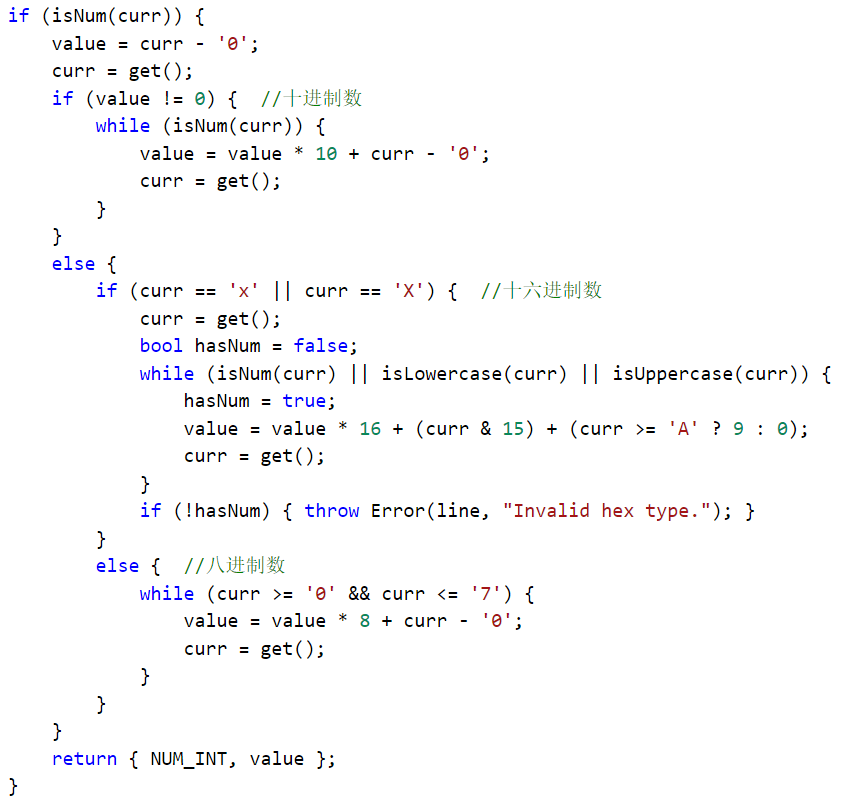 if (isNum(curr)) {
    value = curr - '0';
    curr = get();
    if (value != 0) {  //十进制数
        while (isNum(curr)) {
            value = value * 10 + curr - '0';
            curr = get();
        }
    }
    else {
        if (curr == 'x' || curr == 'X') {  //十六进制数
            curr = get();
            bool hasNum = false;
            while (isNum(curr) || isLowercase(curr) || isUppercase(curr)) {
                hasNum = true;
                value = value * 16 + (curr & 15) + (curr >= 'A' ? 9 : 0);
                curr = get();
            }
            if (!hasNum) { throw Error(line, "Invalid hex type."); }
        }
        else {  //八进制数
            while (curr >= '0' && curr <= '7') {
                value = value * 8 + curr - '0';
                curr = get();
            }
        }
    }
    return { NUM_INT, value };
}